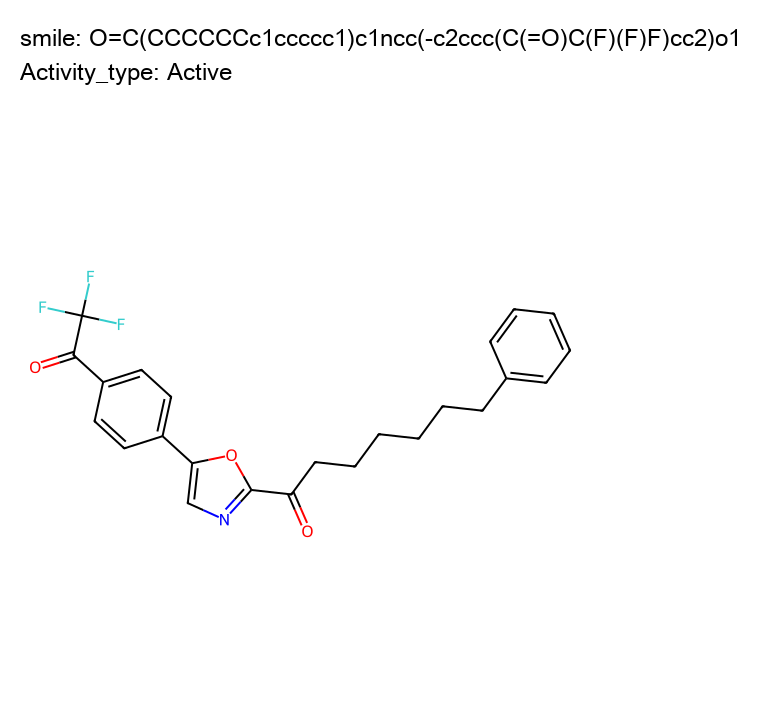 smile: O=C(CCCCCCc1ccccc1)c1ncc(-c2ccc(C(=O)C(F)(F)F)cc2)o1
Activity_type: Active
F
F
F
O
O
N
O